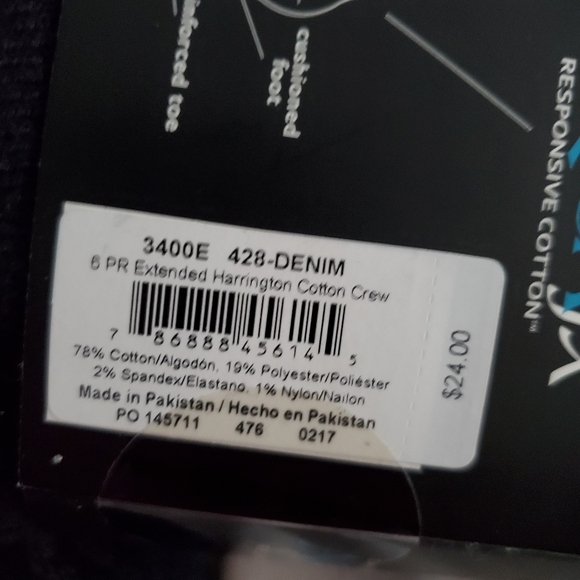 reinforced toe
cushioned
foot
RESPONSIVE COTTON™
3400E 428-DENIM
6 PR Extended Harrington Cotton Crew
7 86888 45614 5
78% Cotton/Algodón, 19% Polyester/Poliéster
2% Spandex/Elastano, 1% Nylon/Nailon
Made in Pakistan / Hecho en Pakistan
PO 145711 476 0217
$24.00